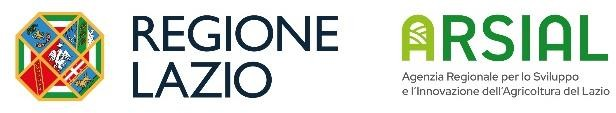 REGIONE
LAZIO
ARSIAL
Agenzia Regionale per lo Sviluppo
e l'Innovazione dell'Agricoltura del Lazio